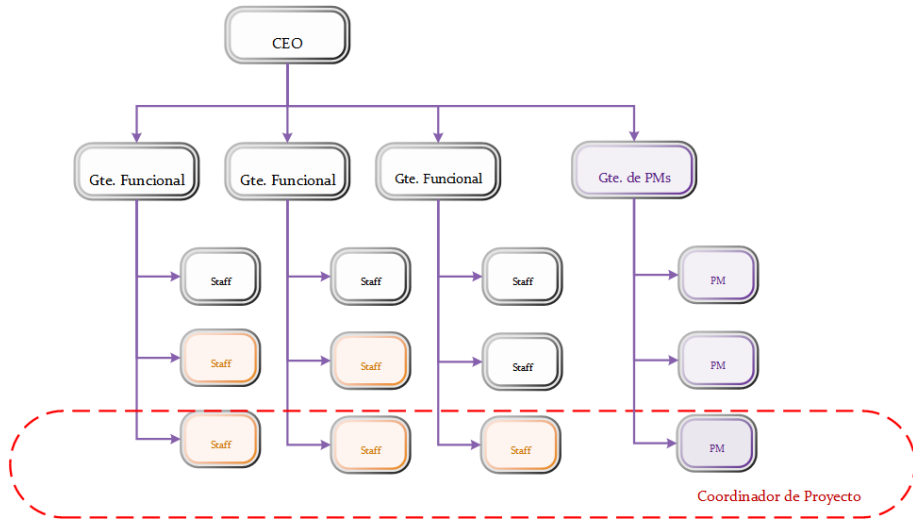 CEO
Gte. Funcional
Gte. Funcional
Gte. Funcional
Gte. de PMs
Staff
Staff
Staff
PM
Staff
Staff
Staff
PM
Staff
Staff
Staff
PM
Coordinador de Proyecto